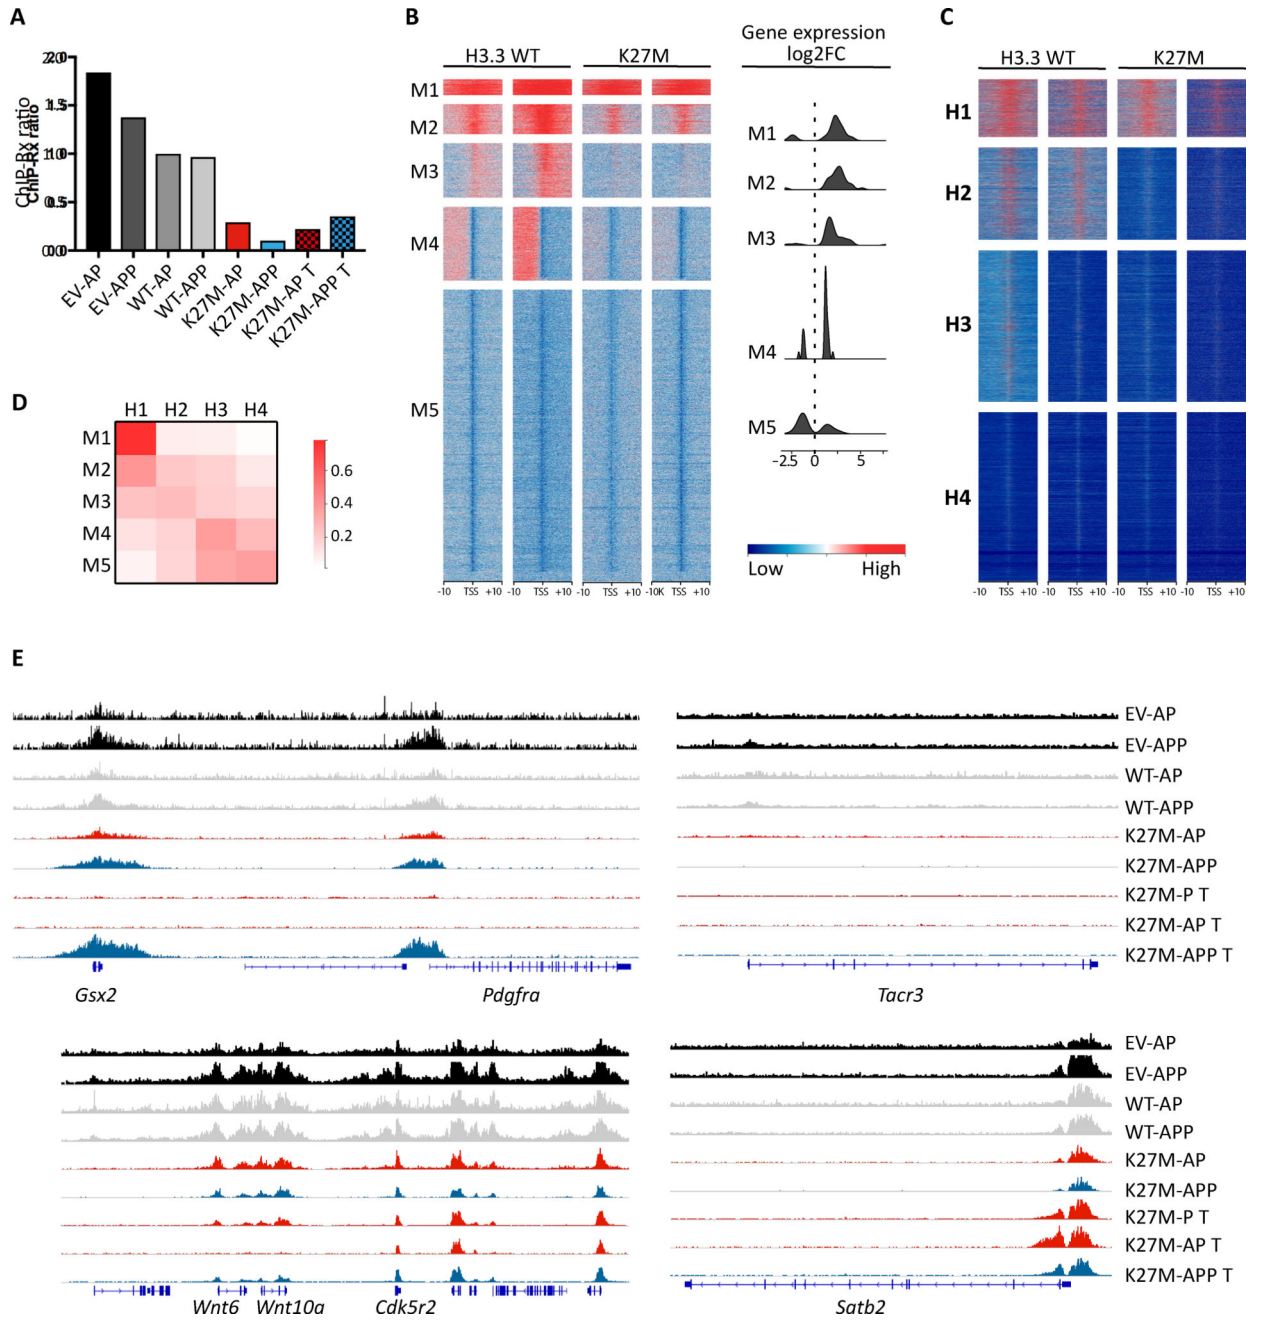 A
2.0
1.5
1.0
0.5
0.0
ChIP-Rx ratio
EV-AP
EV-APP
WT-AP
WT-APP
K27M-AP
K27M-APP
K27M-AP T
K27M-APP T
B
H3.3 WT
K27M
M1
M2
M3
M4
M5
-10 TSS +10
-10 TSS +10
-10 TSS +10
-10K TSS +10
Gene expression
log2FC
M1
M2
M3
M4
M5
-2.5 0 5
Low
High
C
H3.3 WT
K27M
H1
H2
H3
H4
-10 TSS +10
-10 TSS +10
-10 TSS +10
-10 TSS +10
D
H1 H2 H3 H4
M1
M2
M3
M4
M5
0.6
0.4
0.2
E
EV-AP
EV-APP
WT-AP
WT-APP
K27M-AP
K27M-APP
K27M-P T
K27M-AP T
K27M-APP T
Gsx2
Pdgfra
Tacr3
EV-AP
EV-APP
WT-AP
WT-APP
K27M-AP
K27M-APP
K27M-P T
K27M-AP T
K27M-APP T
Wnt6
Wnt10a
Cdk5r2
Satb2